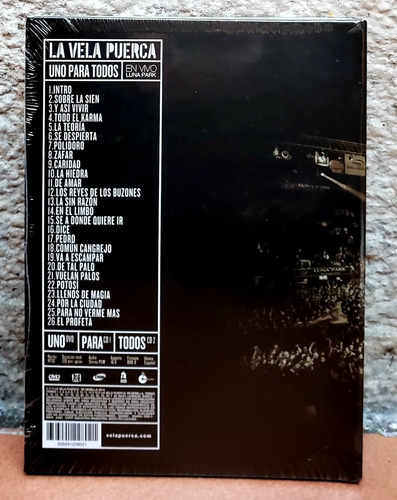 LA VELA PUERCA
UNO PARA TODOS
EN VIVO
LUNA PARK
1.INTRO
2.SOBRE LA SIEN
3.Y ASÍ VIVIR
4.TODO EL KARMA
5.LA TEORÍA
6.SE DESPIERTA
7.POLIDORO
8.ZAFAR
9.CARIDAD
10.LA HIEDRA
11.DE AMAR
12.LOS REYES DE LOS BUZONES
13.LA SIN RAZÓN
14.EN EL LIMBO
15.SE A DONDE QUIERE IR
16.DICE
17.PEDRO
18.COMÚN CANGREJO
19.VA A ESCAMPAR
20.DE TAL PALO
21.VUELAN PALOS
22.POTOSÍ
23.LLENOS DE MAGIA
24.POR LA CIUDAD
25.PARA NO VERME MAS
26.EL PROFETA
UNO DVD PARA CD 1 TODOS CD 2
LUNA PARK
velapuerca.com